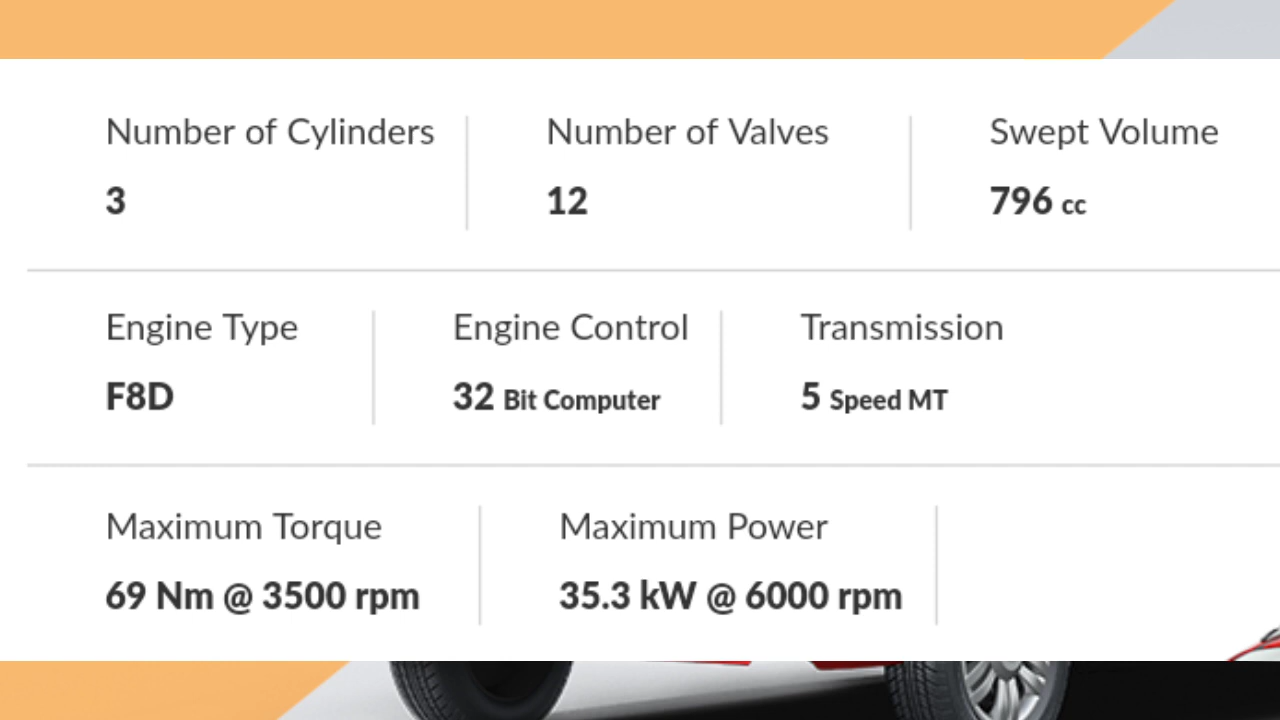 Number of Cylinders
Number of Valves
Swept Volume
3
12
796 cc
Engine Type
Engine Control
Transmission
F8D
32 Bit Computer
5 Speed MT
Maximum Torque
Maximum Power
69 Nm @ 3500 rpm
35.3 kW @ 6000 rpm